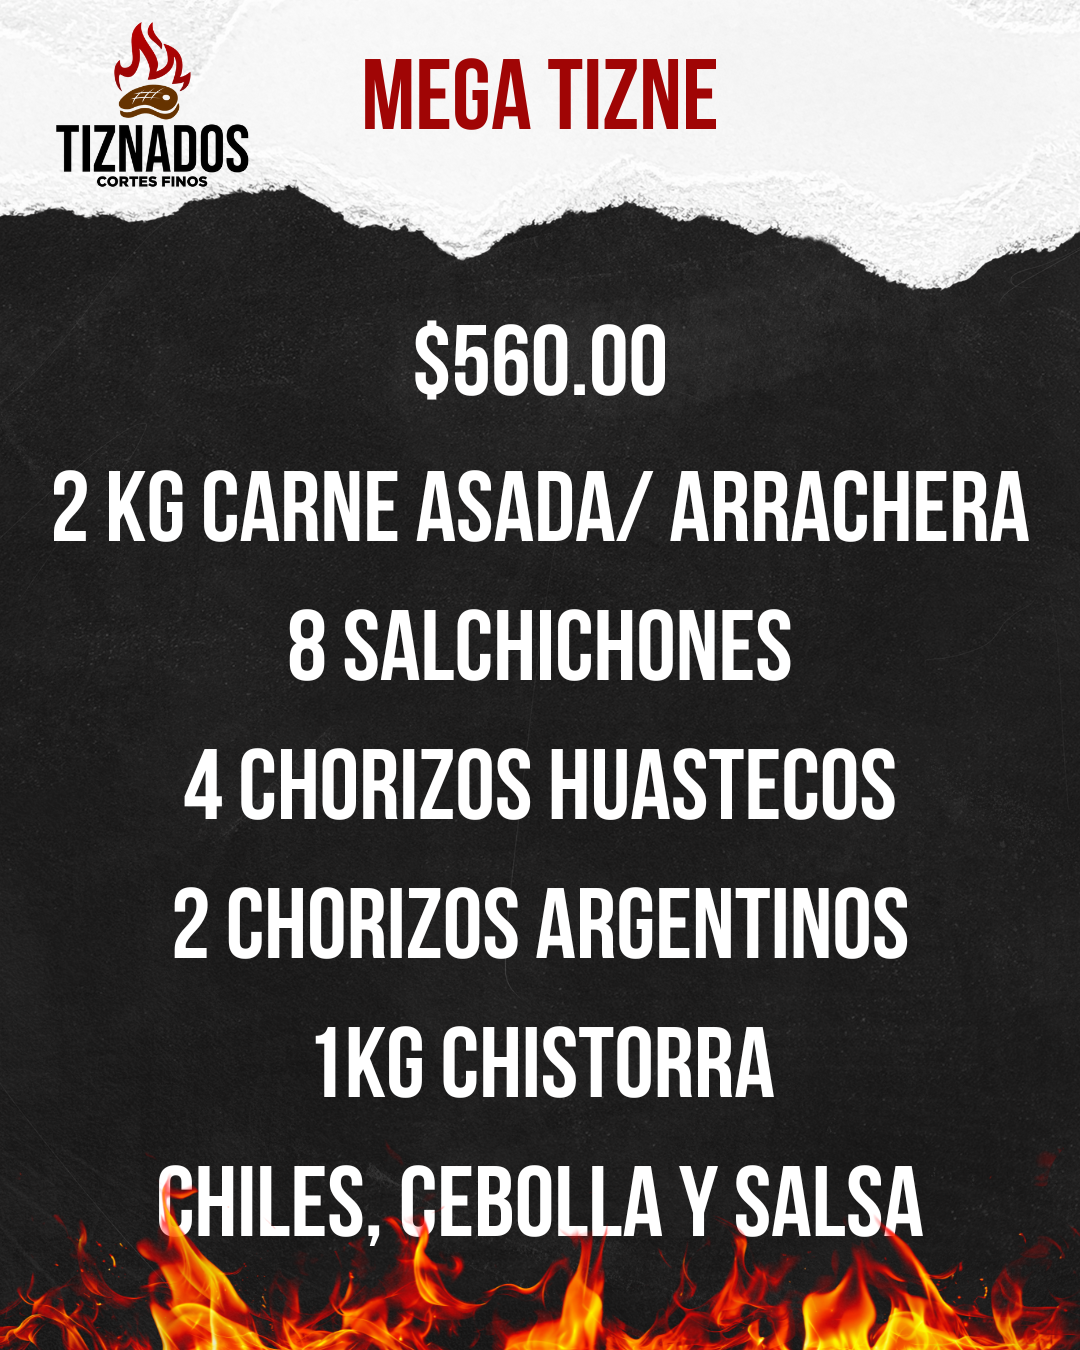 TIZNADOS
CORTES FINOS
MEGA TIZNE
$560.00
2 KG CARNE ASADA/ ARRACHERA
8 SALCHICHONES
4 CHORIZOS HUASTECOS
2 CHORIZOS ARGENTINOS
1KG CHISTORRA
CHILES, CEBOLLA Y SALSA